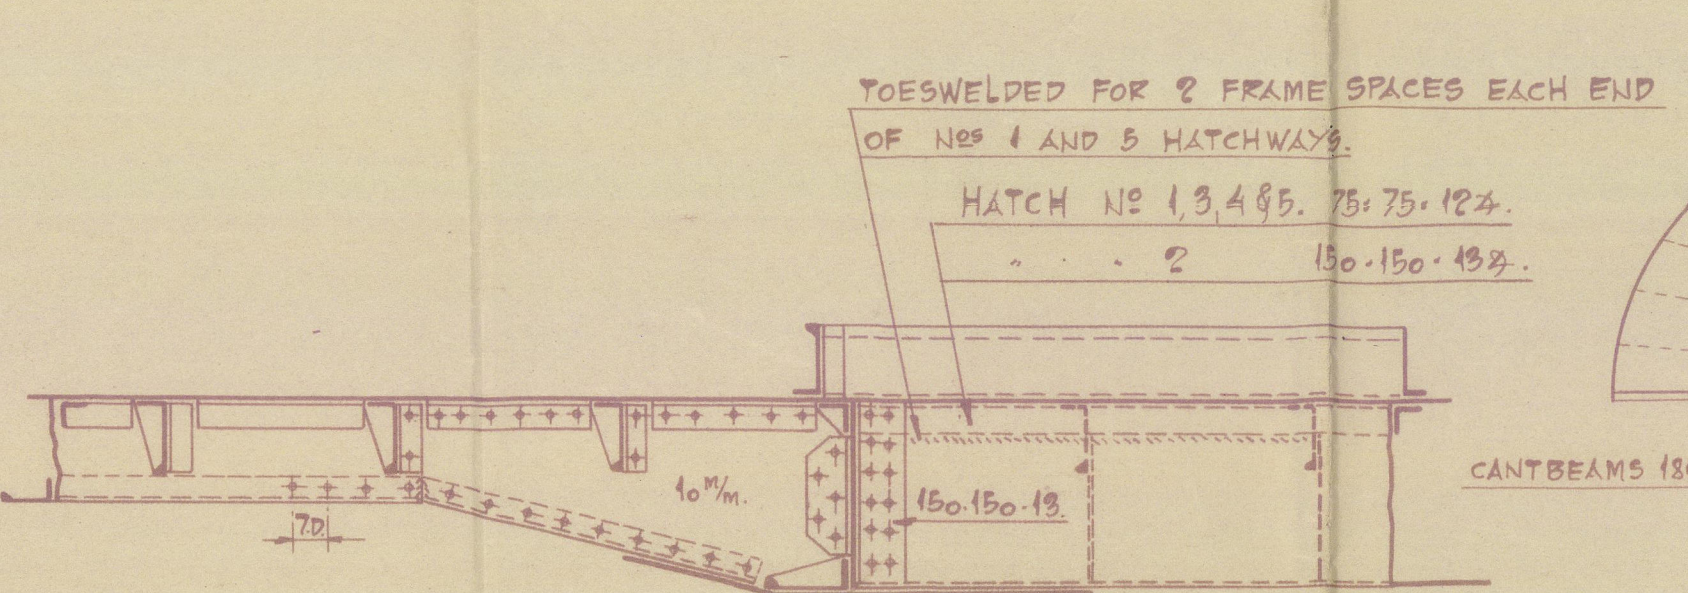 TOESWELDED FOR 2 FRAME SPACES EACH END
OF Nos 1 AND 5 HATCHWAYS.
HATCH No 1,3,4 & 5. 75·75·12∠.
" " " 2 150·150·13∠.
10 m/m.
150·150·13.
7.D.
CANTBEAMS